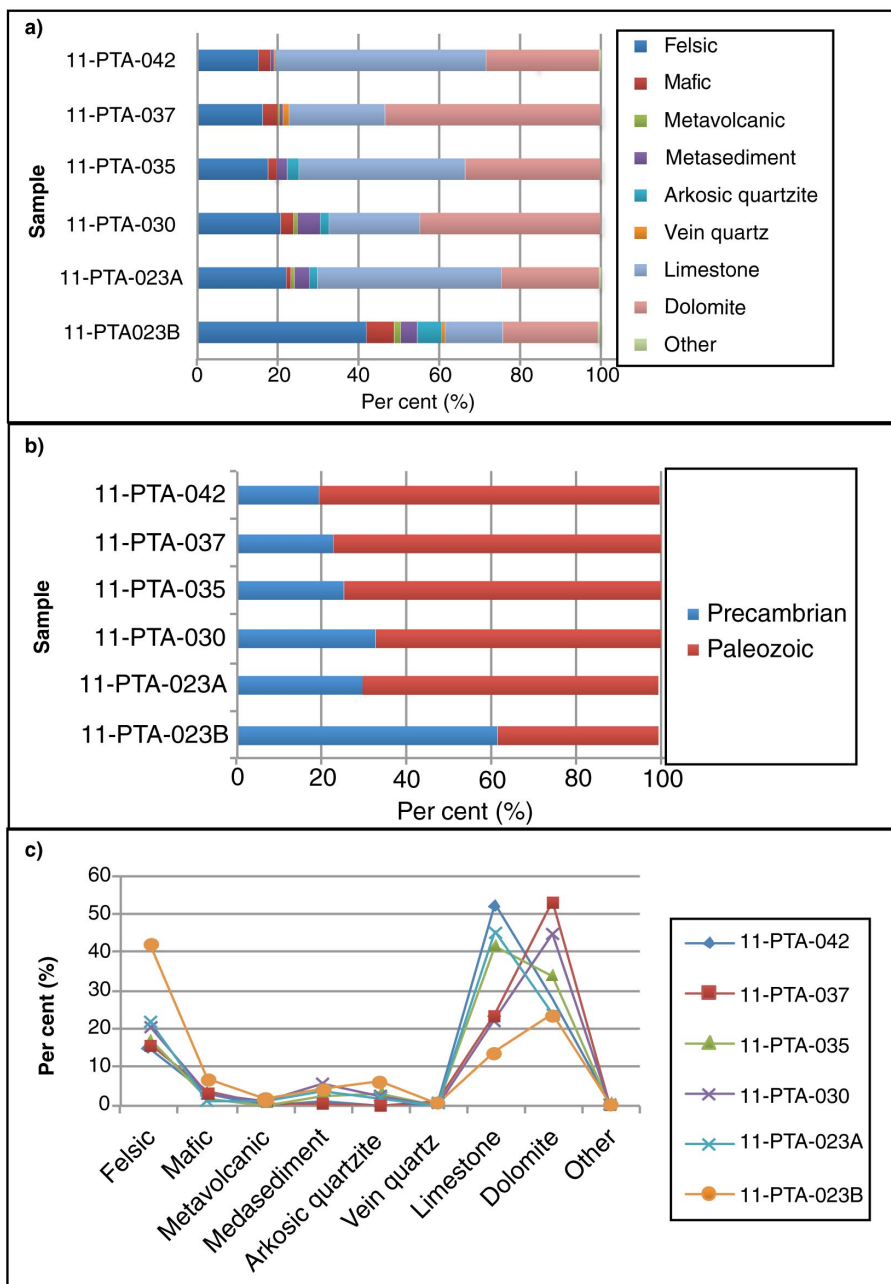 a)
11-PTA-042
11-PTA-037
11-PTA-035
11-PTA-030
11-PTA-023A
11-PTA023B
Sample
0 20 40 60 80 100
Per cent (%)
Felsic
Mafic
Metavolcanic
Metasediment
Arkosic quartzite
Vein quartz
Limestone
Dolomite
Other
b)
11-PTA-042
11-PTA-037
11-PTA-035
11-PTA-030
11-PTA-023A
11-PTA-023B
Sample
0 20 40 60 80 100
Per cent (%)
Precambrian
Paleozoic
c)
60
50
40
30
20
10
0
Per cent (%)
Felsic
Mafic
Metavolcanic
Medasediment
Arkosic quartzite
Vein quartz
Limestone
Dolomite
Other
11-PTA-042
11-PTA-037
11-PTA-035
11-PTA-030
11-PTA-023A
11-PTA-023B